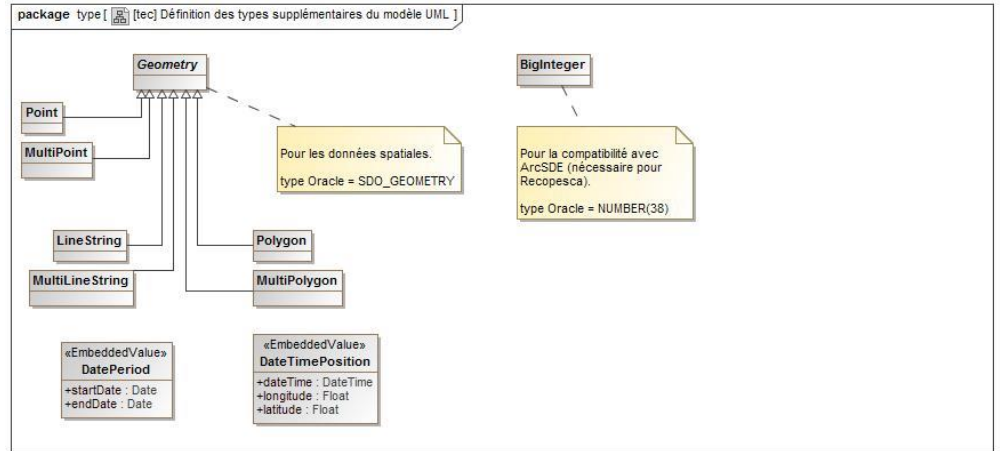 package type [ [tec] Définition des types supplémentaires du modèle UML ]
Geometry
BigInteger
Point
MultiPoint
Pour les données spatiales.
type Oracle = SDO_GEOMETRY
Pour la compatibilité avec
ArcSDE (nécessaire pour
Recopesca).
type Oracle = NUMBER(38)
LineString
Polygon
MultiLineString
MultiPolygon
«EmbeddedValue»
DatePeriod
+startDate : Date
+endDate : Date
«EmbeddedValue»
DateTimePosition
+dateTime : DateTime
+longitude : Float
+latitude : Float